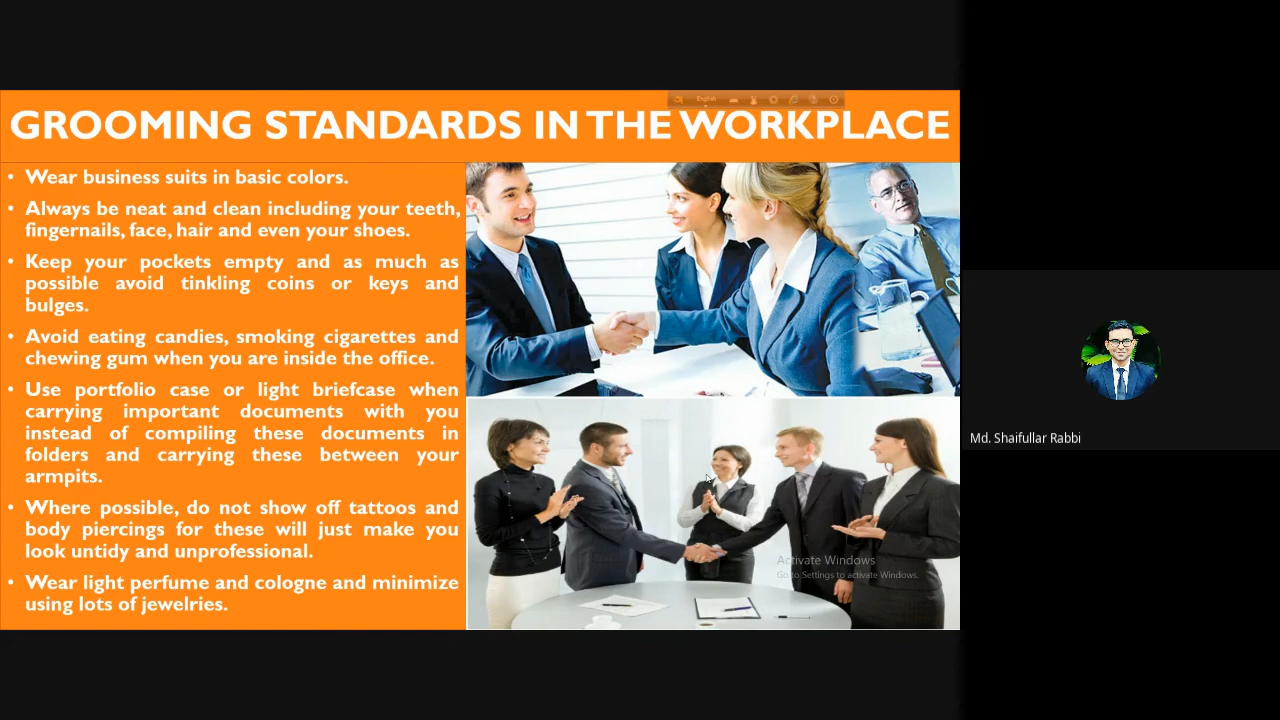 English
GROOMING STANDARDS IN THE WORKPLACE
• Wear business suits in basic colors.
• Always be neat and clean including your teeth,
fingernails, face, hair and even your shoes.
• Keep your pockets empty and as much as
possible avoid tinkling coins or keys and
bulges.
• Avoid eating candies, smoking cigarettes and
chewing gum when you are inside the office.
• Use portfolio case or light briefcase when
carrying important documents with you
instead of compiling these documents in
folders and carrying these between your
armpits.
• Where possible, do not show off tattoos and
body piercings for these will just make you
look untidy and unprofessional.
• Wear light perfume and cologne and minimize
using lots of jewelries.
Activate Windows
Go to Settings to activate Windows.
Md. Shaifullar Rabbi